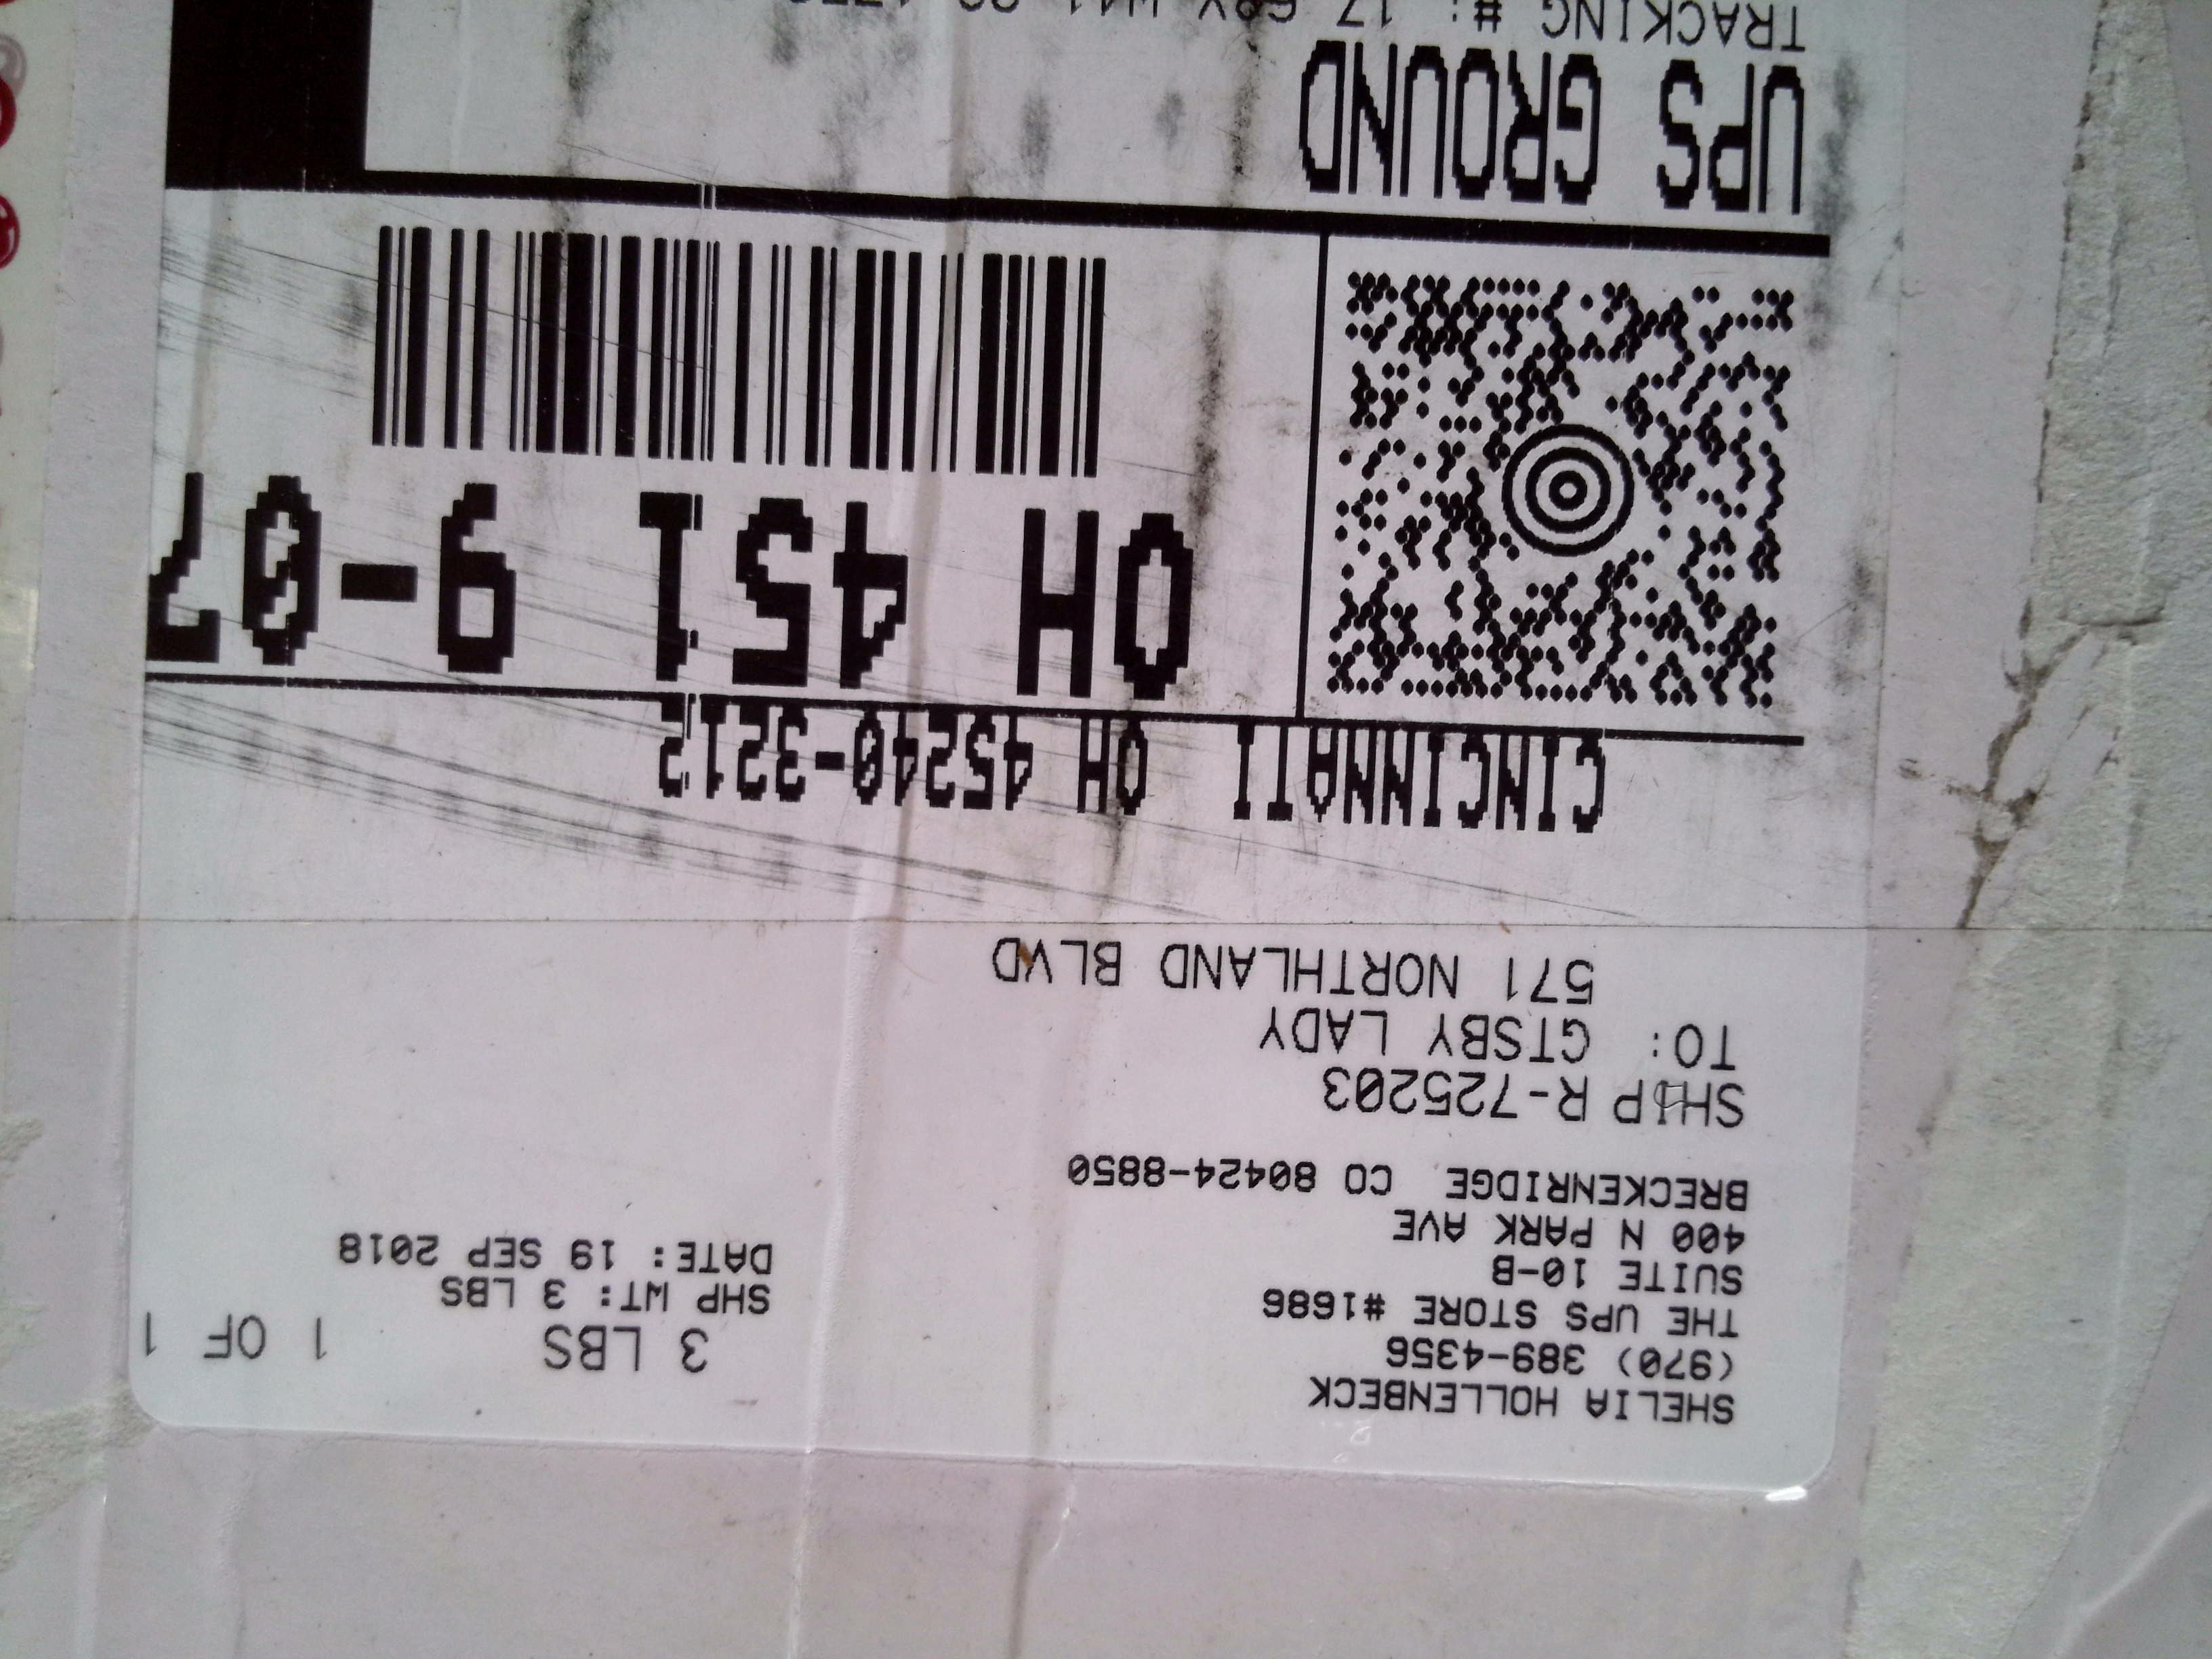 SHELIA HOLLENBECK
(970) 389-4356
THE UPS STORE #1686
SUITE 10-B
400 N PARK AVE
BRECKENRIDGE CO 80424-8850
3 LBS 1 OF 1
SHP WT: 3 LBS
DATE: 19 SEP 2018
SHIP R-725203
TO: GTSBY LADY
571 NORTHLAND BLVD
CINCINNATI OH 45240-3212
OH 451 9-07
UPS GROUND
TRACKING #: